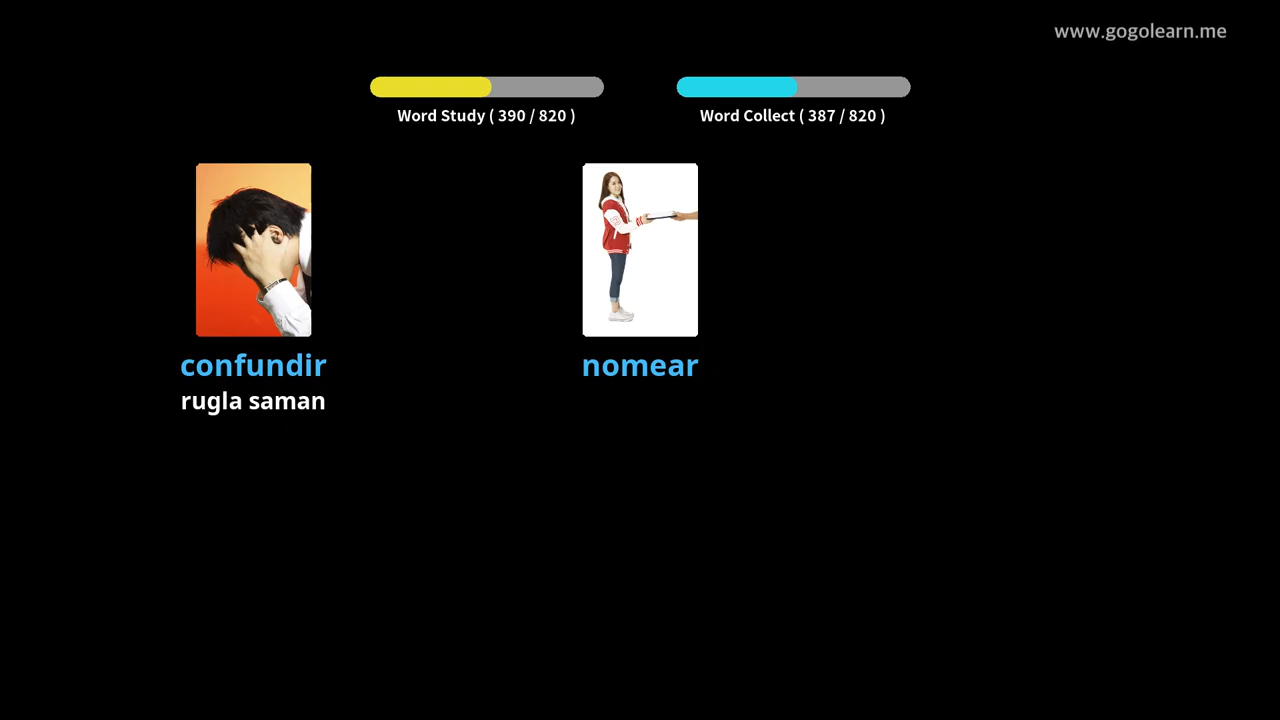 www.gogolearn.me
Word Study ( 390 / 820 )
Word Collect ( 387 / 820 )
confundir
rugla saman
nomear